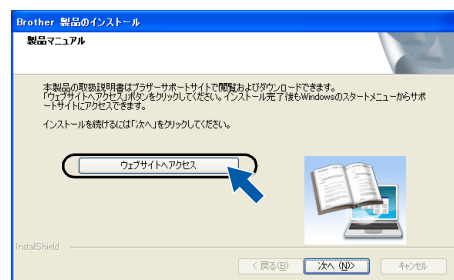 Brother 製品のインストール
製品マニュアル
本製品の取扱説明書はブラザーサポートサイトで閲覧およびダウンロードできます。
「ウェブサイトへアクセス」ボタンをクリックしてください。インストール完了後もWindowsのスタートメニューからサポ
ートサイトにアクセスできます。
インストールを続けるには「次へ」をクリックしてください。
ウェブサイトへアクセス
InstallShield
< 戻る(B)
次へ (N)>
キャンセル